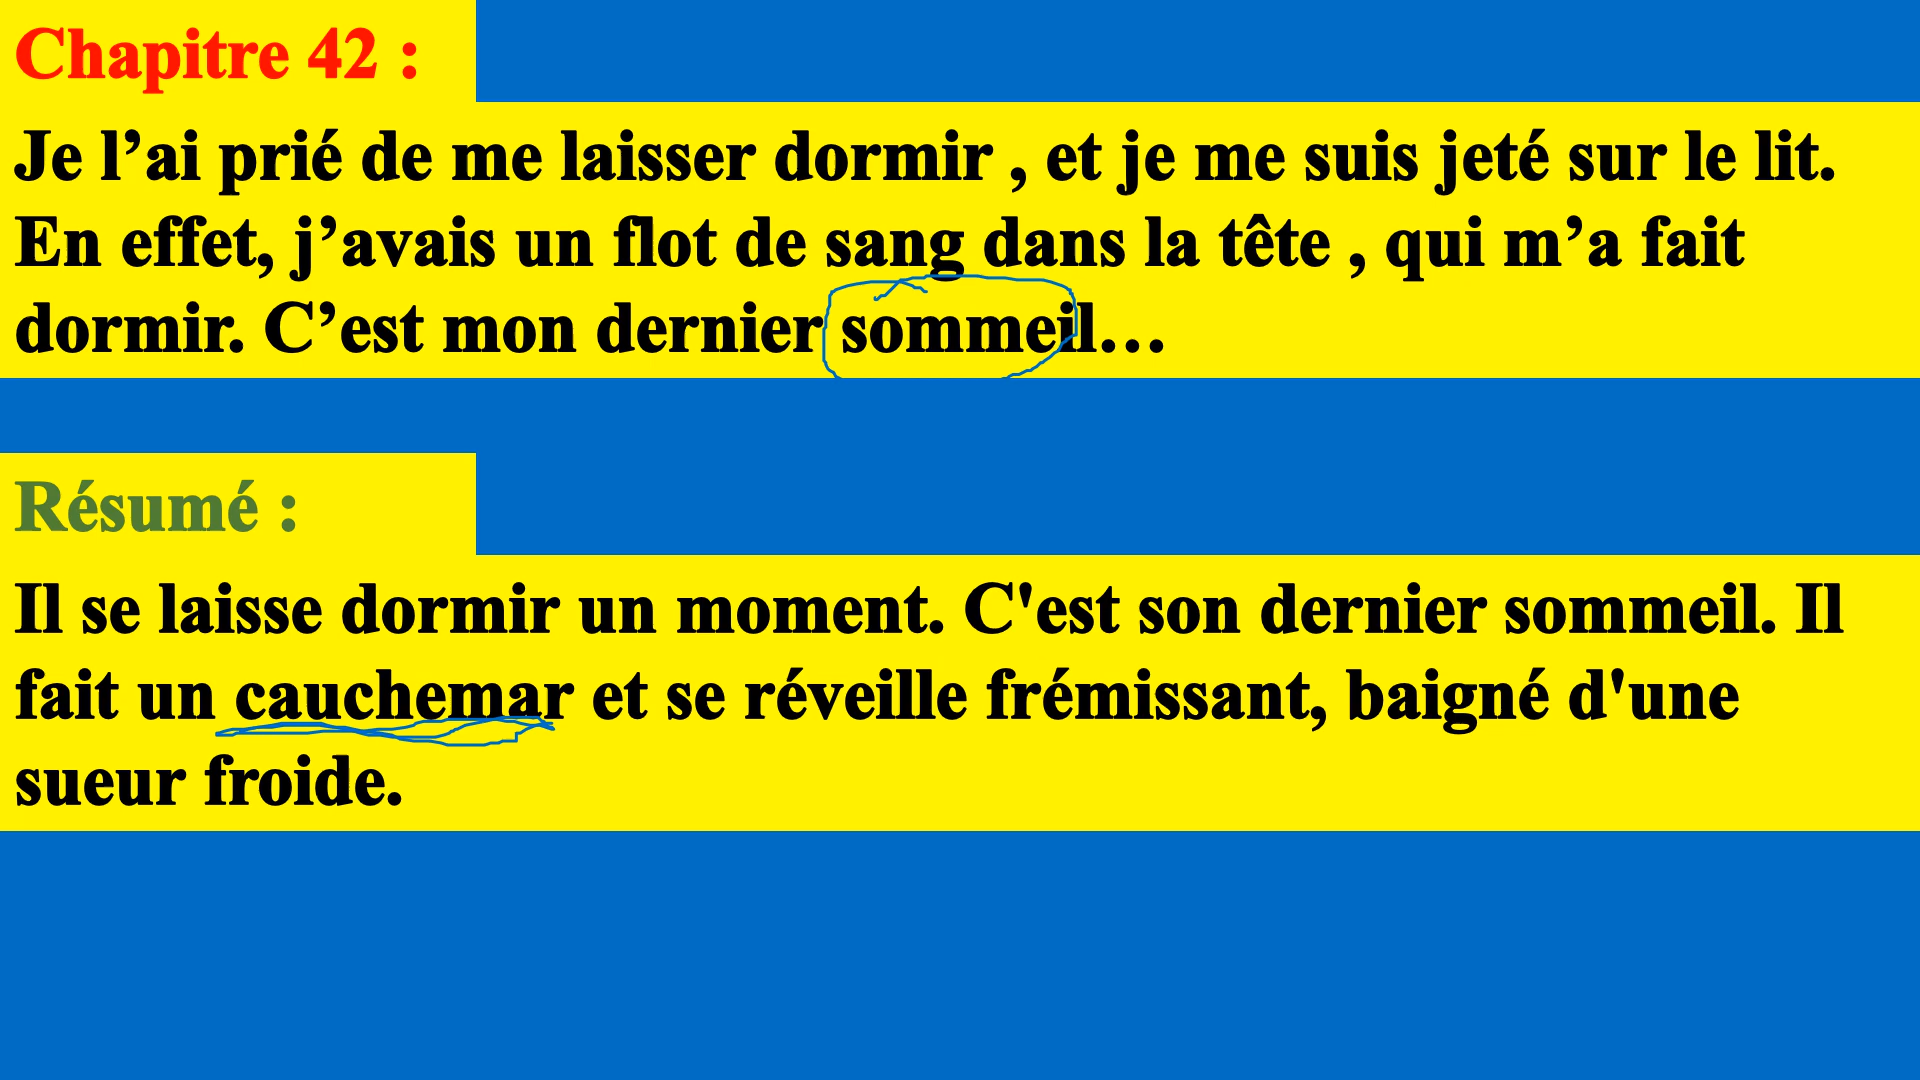 Chapitre 42 :
Je l’ai prié de me laisser dormir , et je me suis jeté sur le lit.
En effet, j’avais un flot de sang dans la tête , qui m’a fait
dormir. C’est mon dernier sommeil…
Résumé :
Il se laisse dormir un moment. C'est son dernier sommeil. Il
fait un cauchemar et se réveille frémissant, baigné d'une
sueur froide.